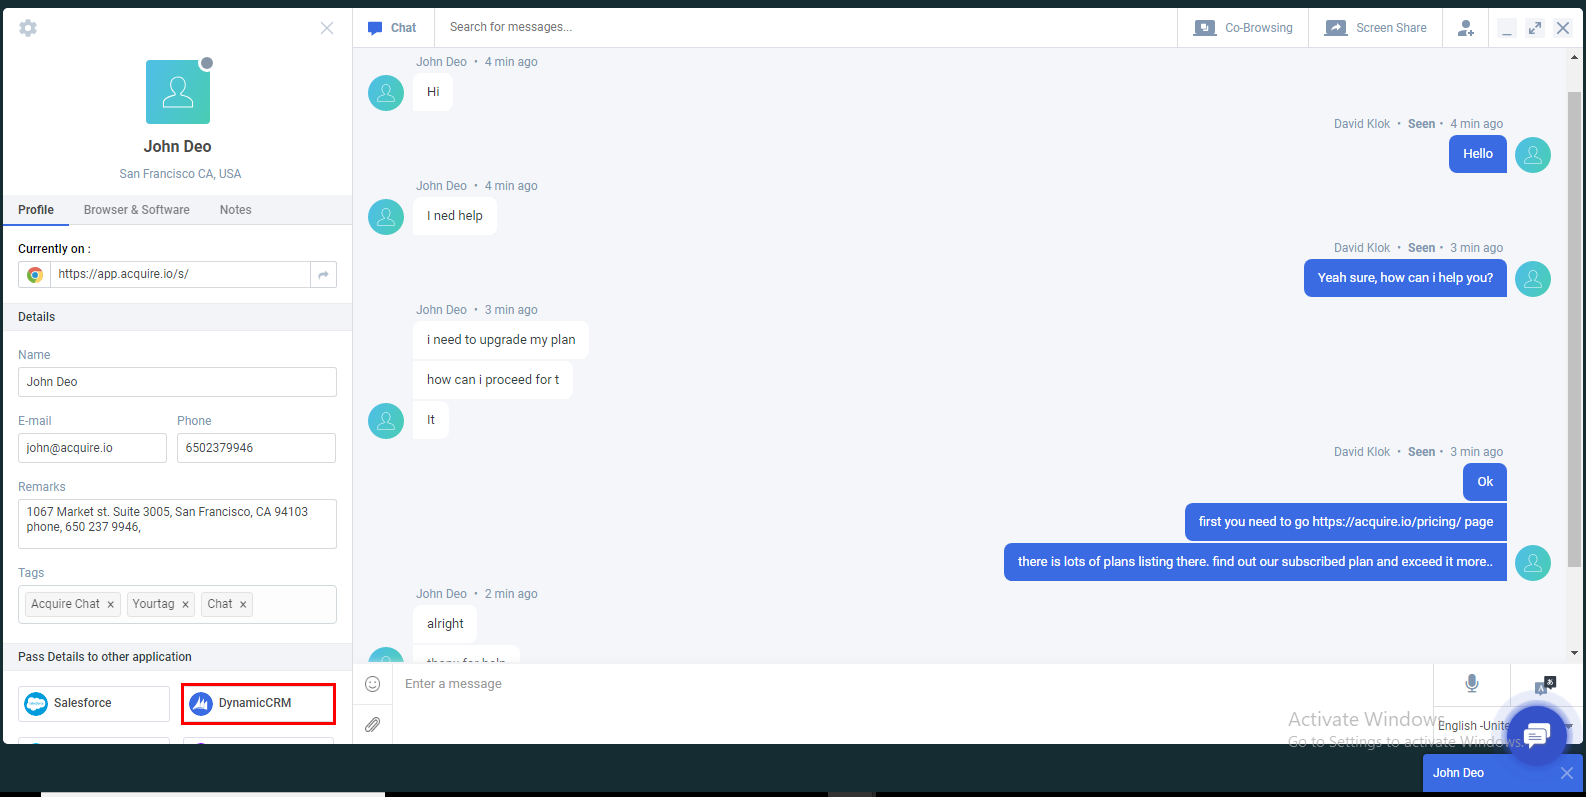 John Deo
San Francisco CA, USA
Profile Browser & Software Notes
Currently on :
https://app.acquire.io/s/
Details
Name
John Deo
E-mail Phone
john@acquire.io 6502379946
Remarks
1067 Market st. Suite 3005, San Francisco, CA 94103
phone, 650 237 9946,
Tags
Acquire Chat × Yourtag × Chat ×
Pass Details to other application
Salesforce DynamicCRM
Chat Search for messages... Co-Browsing Screen Share
John Deo • 4 min ago
Hi
David Klok • Seen • 4 min ago
Hello
John Deo • 4 min ago
I ned help
David Klok • Seen • 3 min ago
Yeah sure, how can i help you?
John Deo • 3 min ago
i need to upgrade my plan
how can i proceed for t
It
David Klok • Seen • 3 min ago
Ok
first you need to go https://acquire.io/pricing/ page
there is lots of plans listing there. find out our subscribed plan and exceed it more..
John Deo • 2 min ago
alright
thanx for help
Enter a message
Activate Windows
English -Unite
Go to Settings to activate Windows.
John Deo